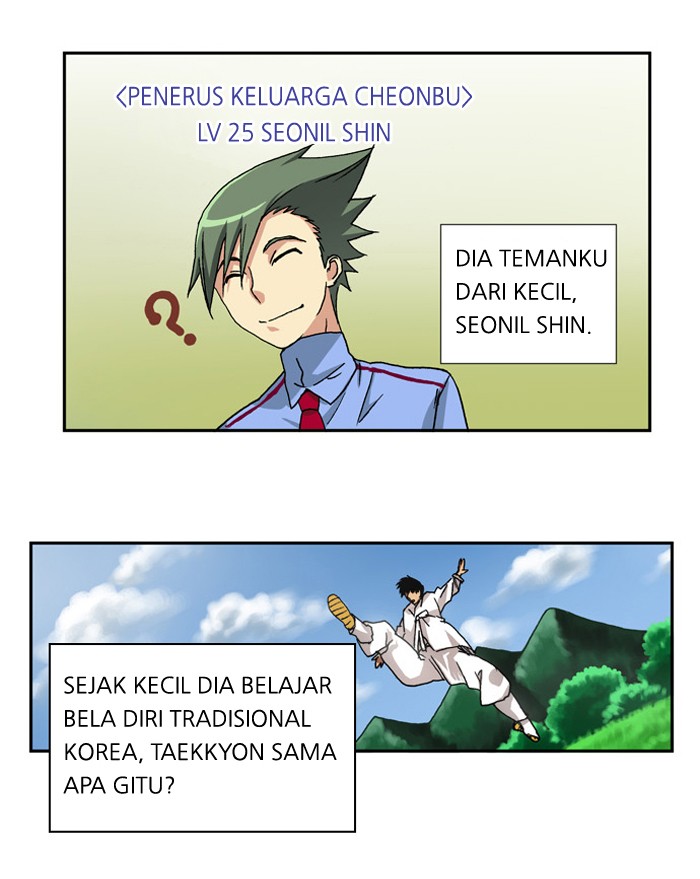 <PENERUS KELUARGA CHEONBU>
LV 25 SEONIL SHIN
DIA TEMANKU
DARI KECIL,
SEONIL SHIN.
?
SEJAK KECIL DIA BELAJAR
BELA DIRI TRADISIONAL
KOREA, TAEKKYON SAMA
APA GITU?